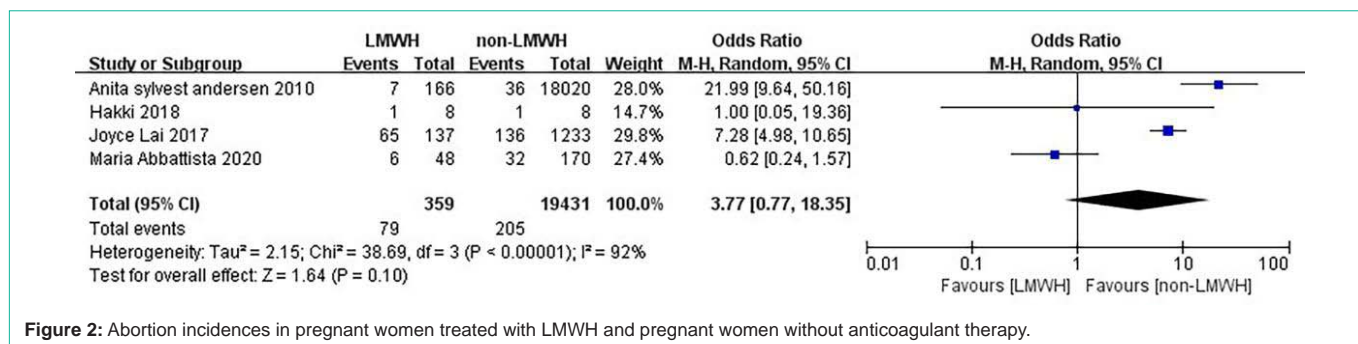 LMWH non-LMWH Odds Ratio Odds Ratio
Study or Subgroup Events Total Events Total Weight M-H, Random, 95% CI M-H, Random, 95% CI
Anita sylvest andersen 2010 7 166 36 18020 28.0% 21.99 [9.64, 50.16]
Hakki 2018 1 8 1 8 14.7% 1.00 [0.05, 19.36]
Joyce Lai 2017 65 137 136 1233 29.8% 7.28 [4.98, 10.65]
Maria Abbattista 2020 6 48 32 170 27.4% 0.62 [0.24, 1.57]
Total (95% CI) 359 19431 100.0% 3.77 [0.77, 18.35]
Total events 79 205
Heterogeneity: Tau² = 2.15; Chi² = 38.69, df = 3 (P < 0.00001); I² = 92%
Test for overall effect: Z = 1.64 (P = 0.10)
0.01 0.1 1 10 100
Favours [LMWH] Favours [non-LMWH]
Figure 2: Abortion incidences in pregnant women treated with LMWH and pregnant women without anticoagulant therapy.